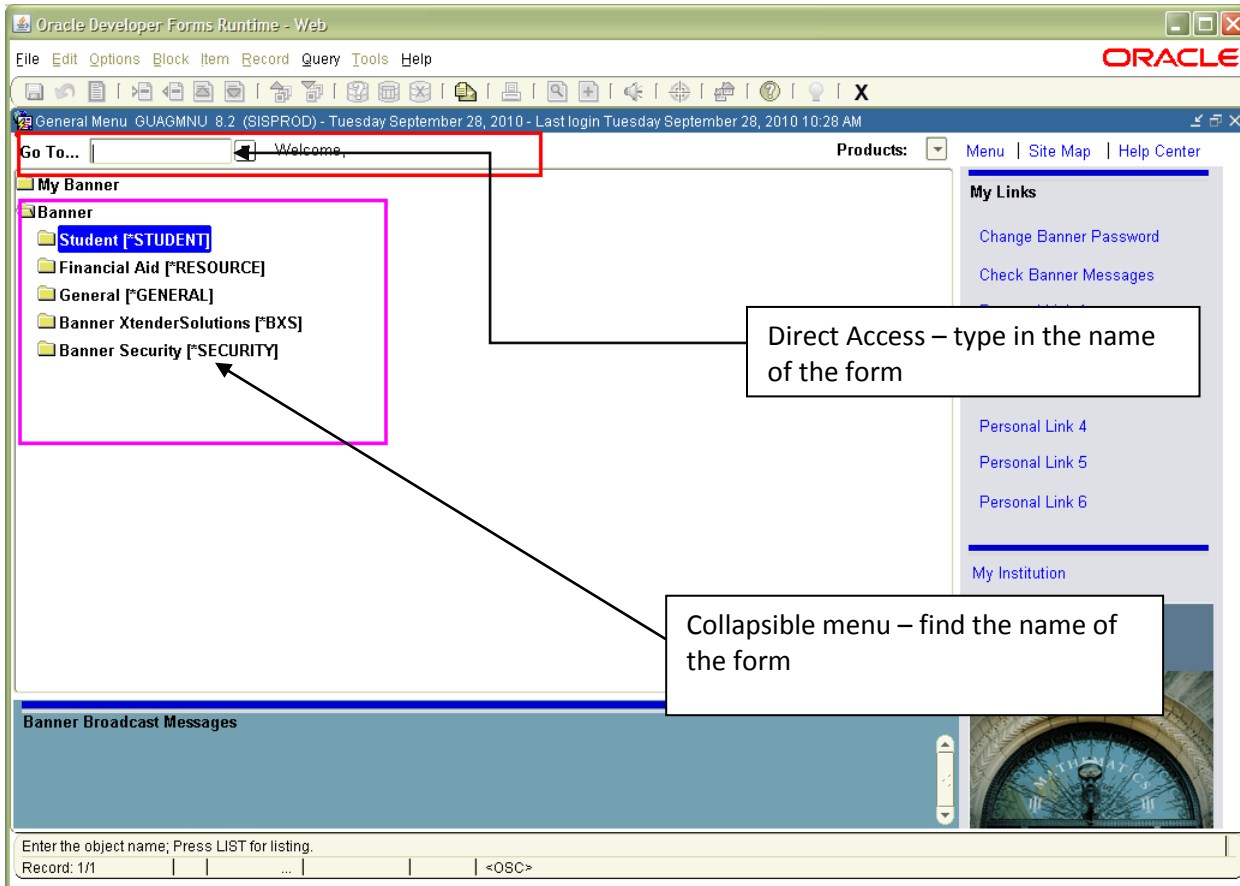 Oracle Developer Forms Runtime - Web
File Edit Options Block Item Record Query Tools Help
ORACLE
X
General Menu GUAGMNU 8.2 (SISPROD) - Tuesday September 28, 2010 - Last login Tuesday September 28, 2010 10:28 AM
Go To... Welcome, Products: Menu | Site Map | Help Center
My Banner
Banner
Student [*STUDENT]
Financial Aid [*RESOURCE]
General [*GENERAL]
Banner XtenderSolutions [*BXS]
Banner Security [*SECURITY]
My Links
Change Banner Password
Check Banner Messages
Direct Access – type in the name
of the form
Personal Link 4
Personal Link 5
Personal Link 6
My Institution
Collapsible menu – find the name of
the form
Banner Broadcast Messages
MATHEMATICS
Enter the object name; Press LIST for listing.
Record: 1/1 ... <OSC>